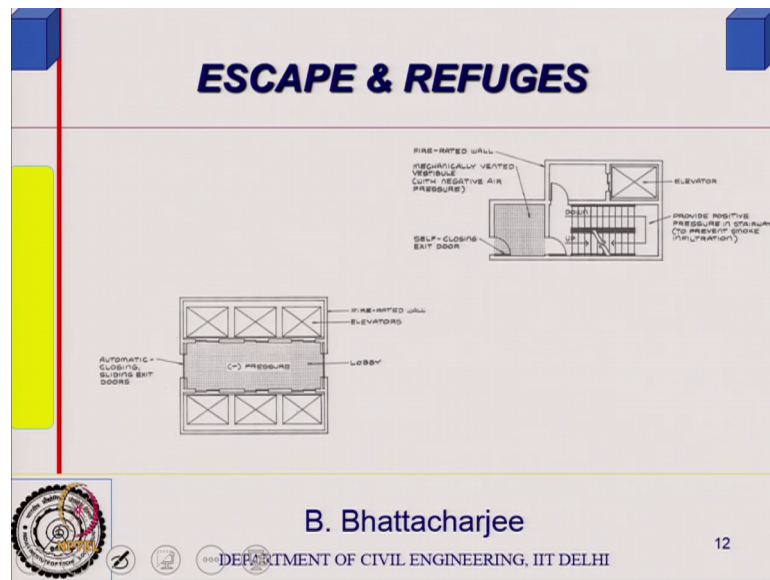 ESCAPE & REFUGES
FIRE-RATED WALL
MECHANICALLY VENTED
VESTIBULE
(WITH NEGATIVE AIR
PRESSURE)
SELF-CLOSING
EXIT DOOR
DOWN
UP
ELEVATOR
PROVIDE POSITIVE
PRESSURE IN STAIRWAY
(TO PREVENT SMOKE
INFILTRATION)
AUTOMATIC-
CLOSING,
SLIDING EXIT
DOORS
(-) PRESSURE
FIRE-RATED WALL
ELEVATORS
LOBBY
NPTEL
B. Bhattacharjee
DEPARTMENT OF CIVIL ENGINEERING, IIT DELHI
12